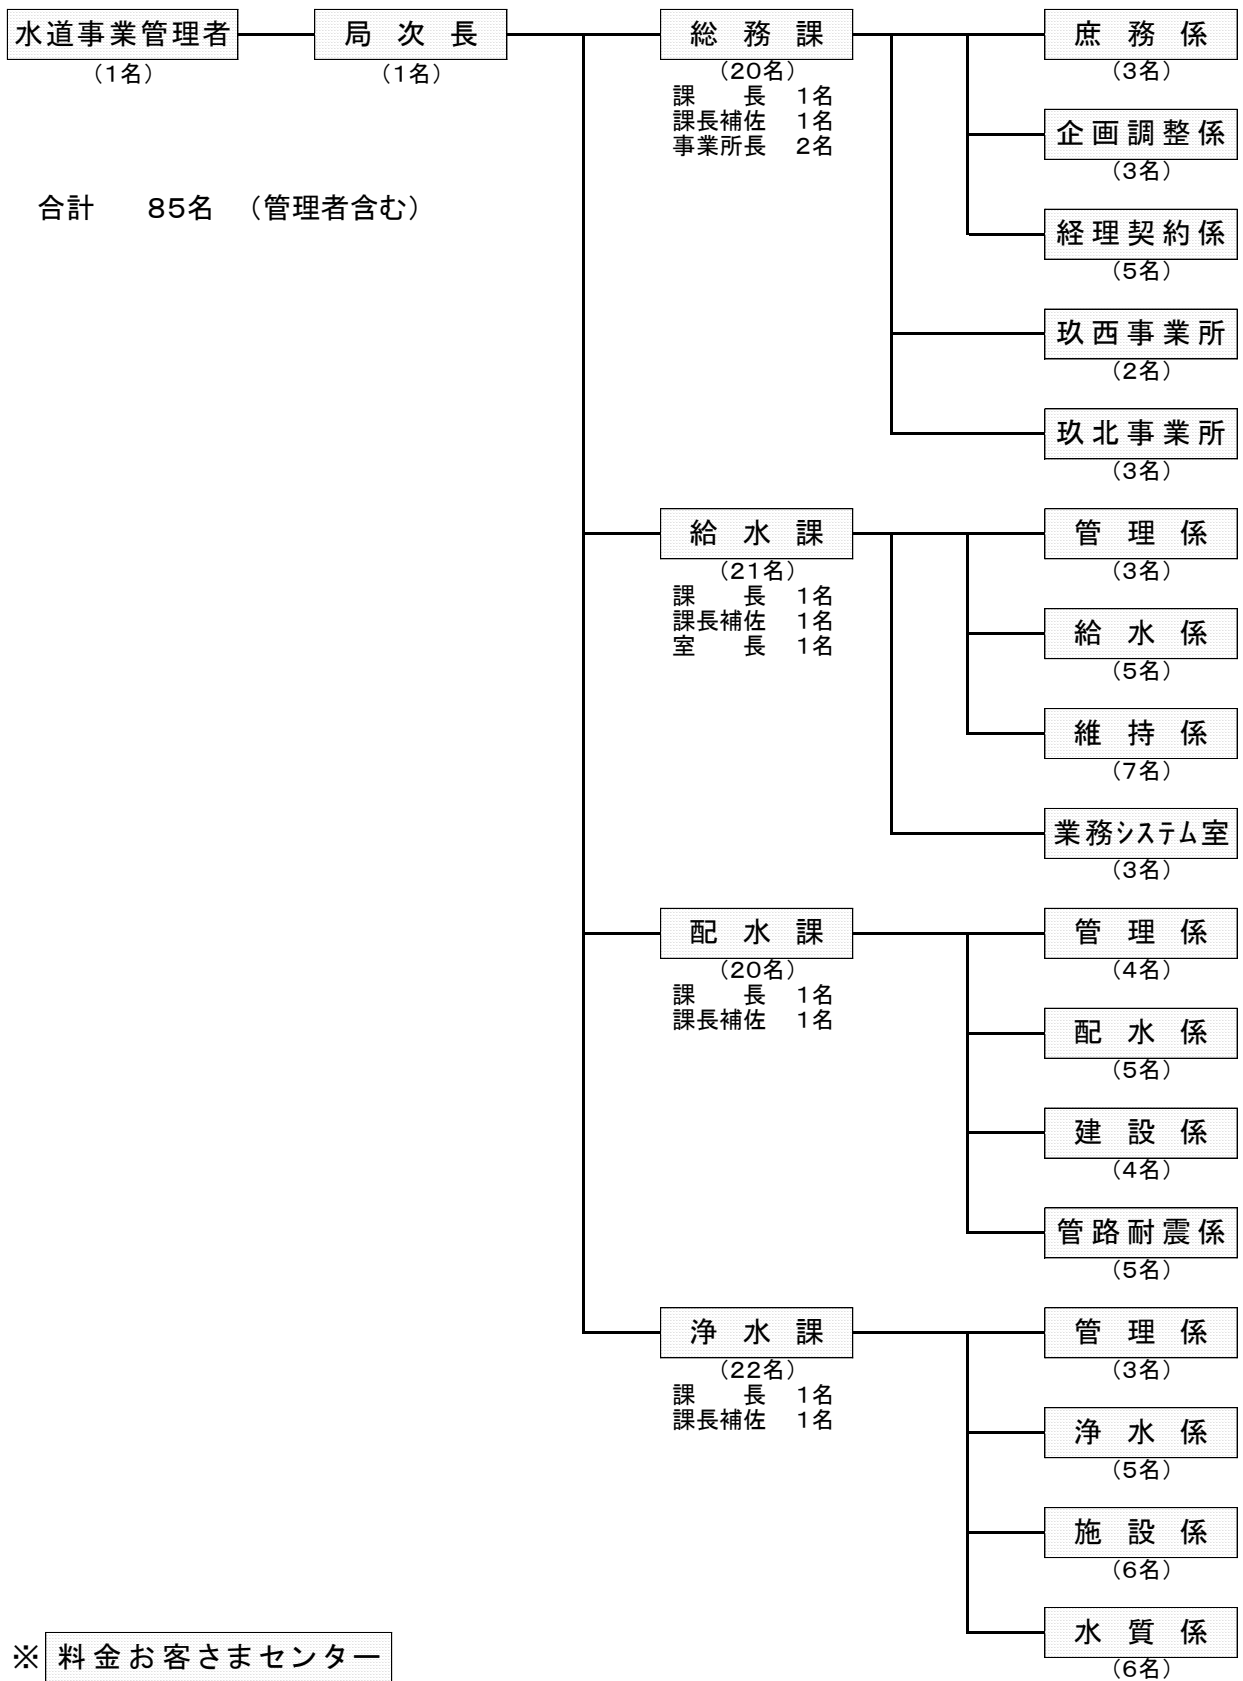 水道事業管理者
（1名）
局次長
（1名）
合計　85名　（管理者含む）
総務課
（20名）
課　長　1名
課長補佐　1名
事業所長　2名
庶務係
（3名）
企画調整係
（3名）
経理契約係
（5名）
玖西事業所
（2名）
玖北事業所
（3名）
給水課
（21名）
課　長　1名
課長補佐　1名
室　長　1名
管理係
（3名）
給水係
（5名）
維持係
（7名）
業務システム室
（3名）
配水課
（20名）
課　長　1名
課長補佐　1名
管理係
（4名）
配水係
（5名）
建設係
（4名）
管路耐震係
（5名）
浄水課
（22名）
課　長　1名
課長補佐　1名
管理係
（3名）
浄水係
（5名）
施設係
（6名）
水質係
（6名）
※ 料金お客さまセンター